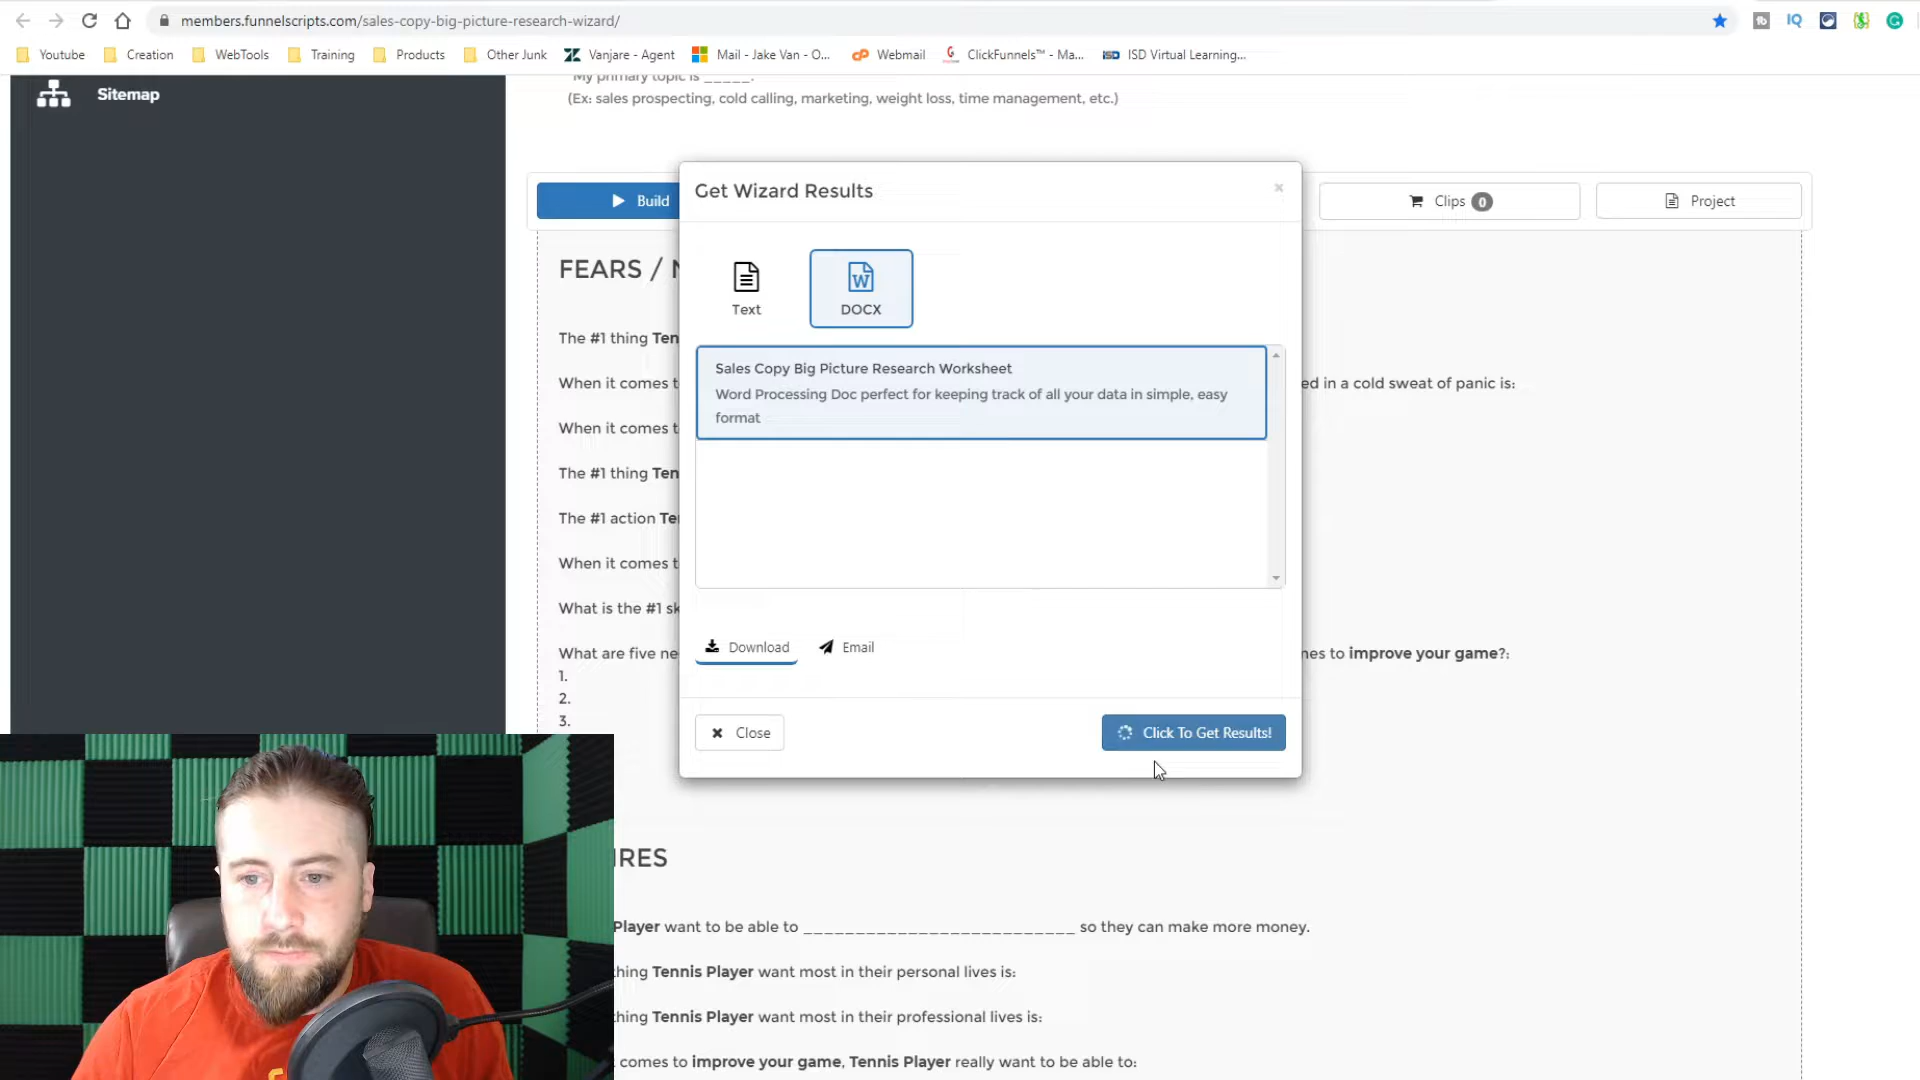 members.funnelscripts.com/sales-copy-big-picture-research-wizard/
Youtube Creation WebTools Training Products Other Junk Vanjare - Agent Mail - Jake Van - O... Webmail ClickFunnels™ - Ma... ISD Virtual Learning...
Sitemap
My primary topic is _____.
(Ex: sales prospecting, cold calling, marketing, weight loss, time management, etc.)
Build
Clips 0
Project
Get Wizard Results
×
Text
DOCX
Sales Copy Big Picture Research Worksheet
Word Processing Doc perfect for keeping track of all your data in simple, easy
format
Download Email
Close
Click To Get Results!
FEARS /
The #1 thing Ten
When it comes t
ed in a cold sweat of panic is:
When it comes t
The #1 thing Ten
The #1 action Te
When it comes t
What is the #1 sk
What are five ne
nes to improve your game?:
1.
2.
3.
IRES
Player want to be able to __________________________ so they can make more money.
hing Tennis Player want most in their personal lives is:
hing Tennis Player want most in their professional lives is:
comes to improve your game, Tennis Player really want to be able to: